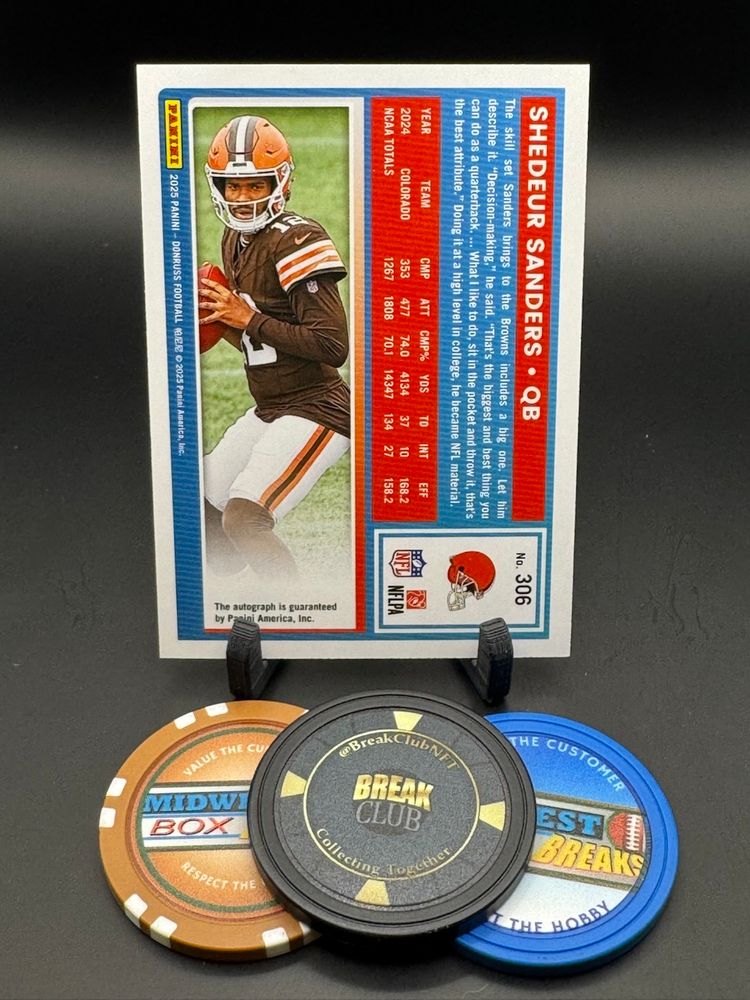 SHEDEUR SANDERS • QB
The skill set Sanders brings to the Browns includes a big one. Let him
describe it. "Decision-making," he said. "That's the biggest and best thing you
can do as a quarterback. ... What I like to do, sit in the pocket and throw it, that's
the best attribute." Doing it at a high level in college, he became NFL material.
YEAR TEAM CMP ATT CMP% YDS TD INT EFF
2024 COLORADO 353 477 74.0 4134 37 10 168.2
NCAA TOTALS 1267 1808 70.1 14347 134 27 158.2
No. 306
NFL
NFLPA
12
PANINI
2025 PANINI – DONRUSS FOOTBALL © 2025 Panini America, Inc.
The autograph is guaranteed
by Panini America, Inc.
VALUE THE CU
MIDWE
BOX
RESPECT THE
@BreakClubNFT
BREAK
CLUB
Collecting Together
THE CUSTOMER
EST
BREAKS
T THE HOBBY